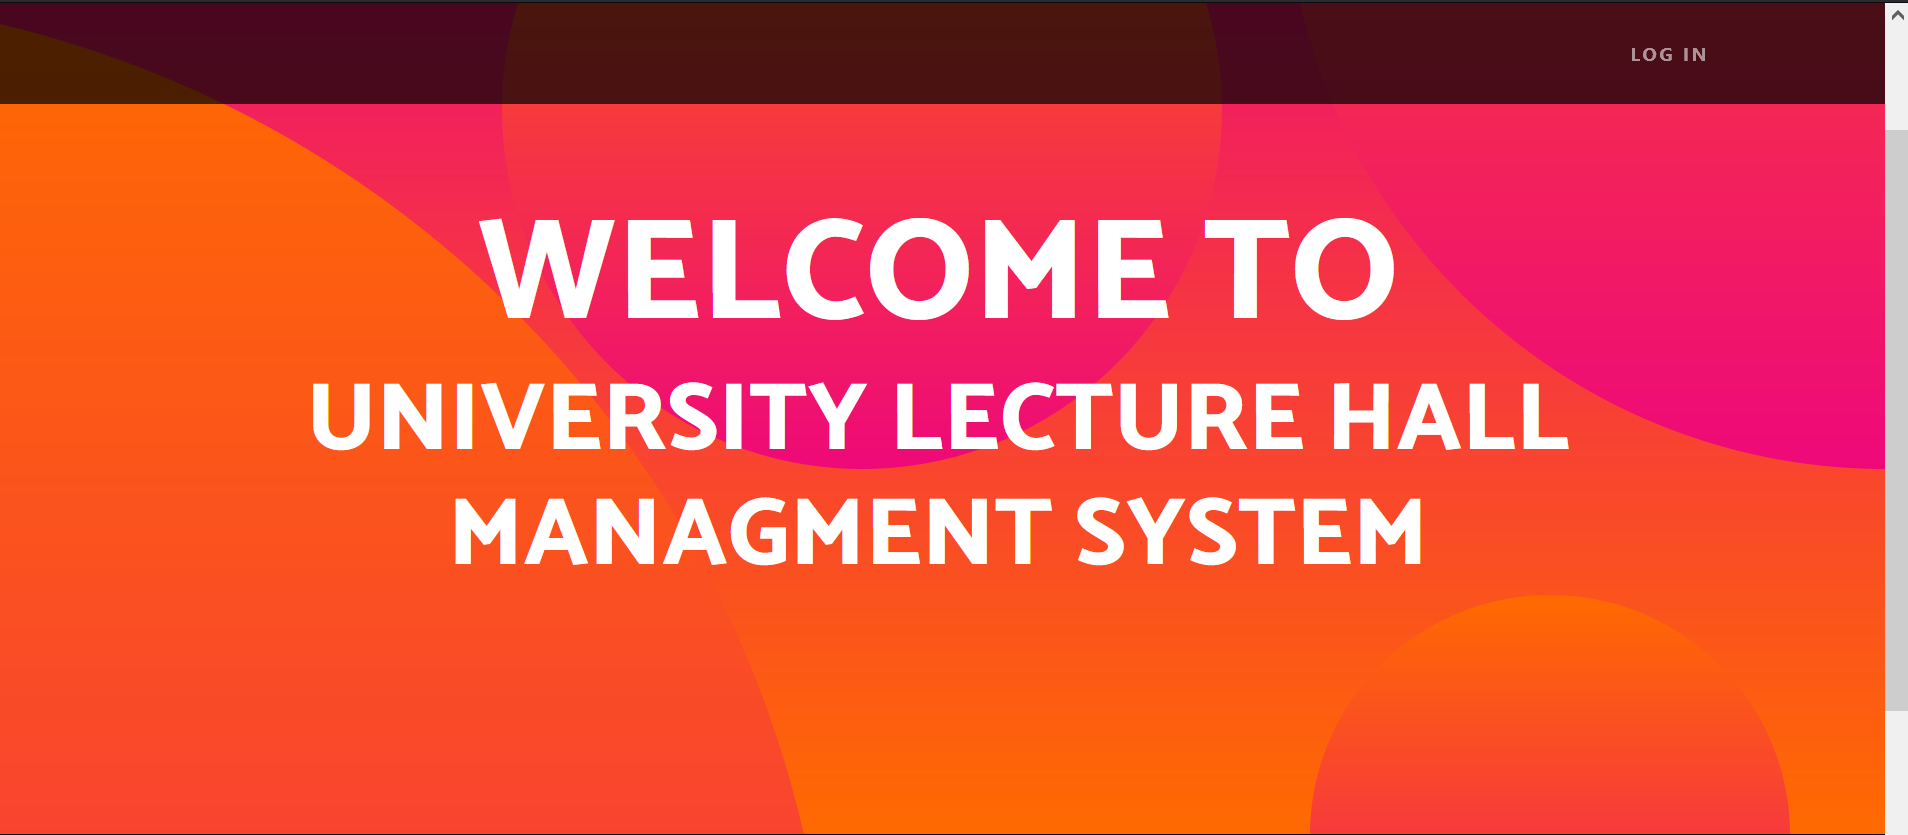 LOG IN
WELCOME TO
UNIVERSITY LECTURE HALL
MANAGMENT SYSTEM